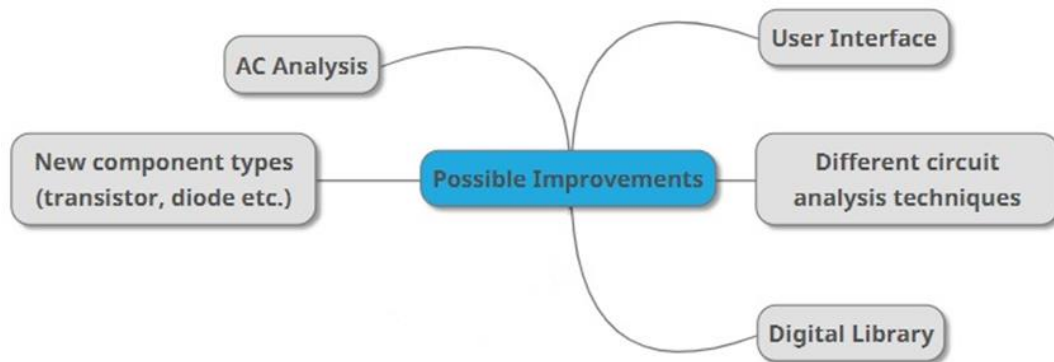 User Interface
AC Analysis
New component types
(transistor, diode etc.)
Possible Improvements
Different circuit
analysis techniques
Digital Library